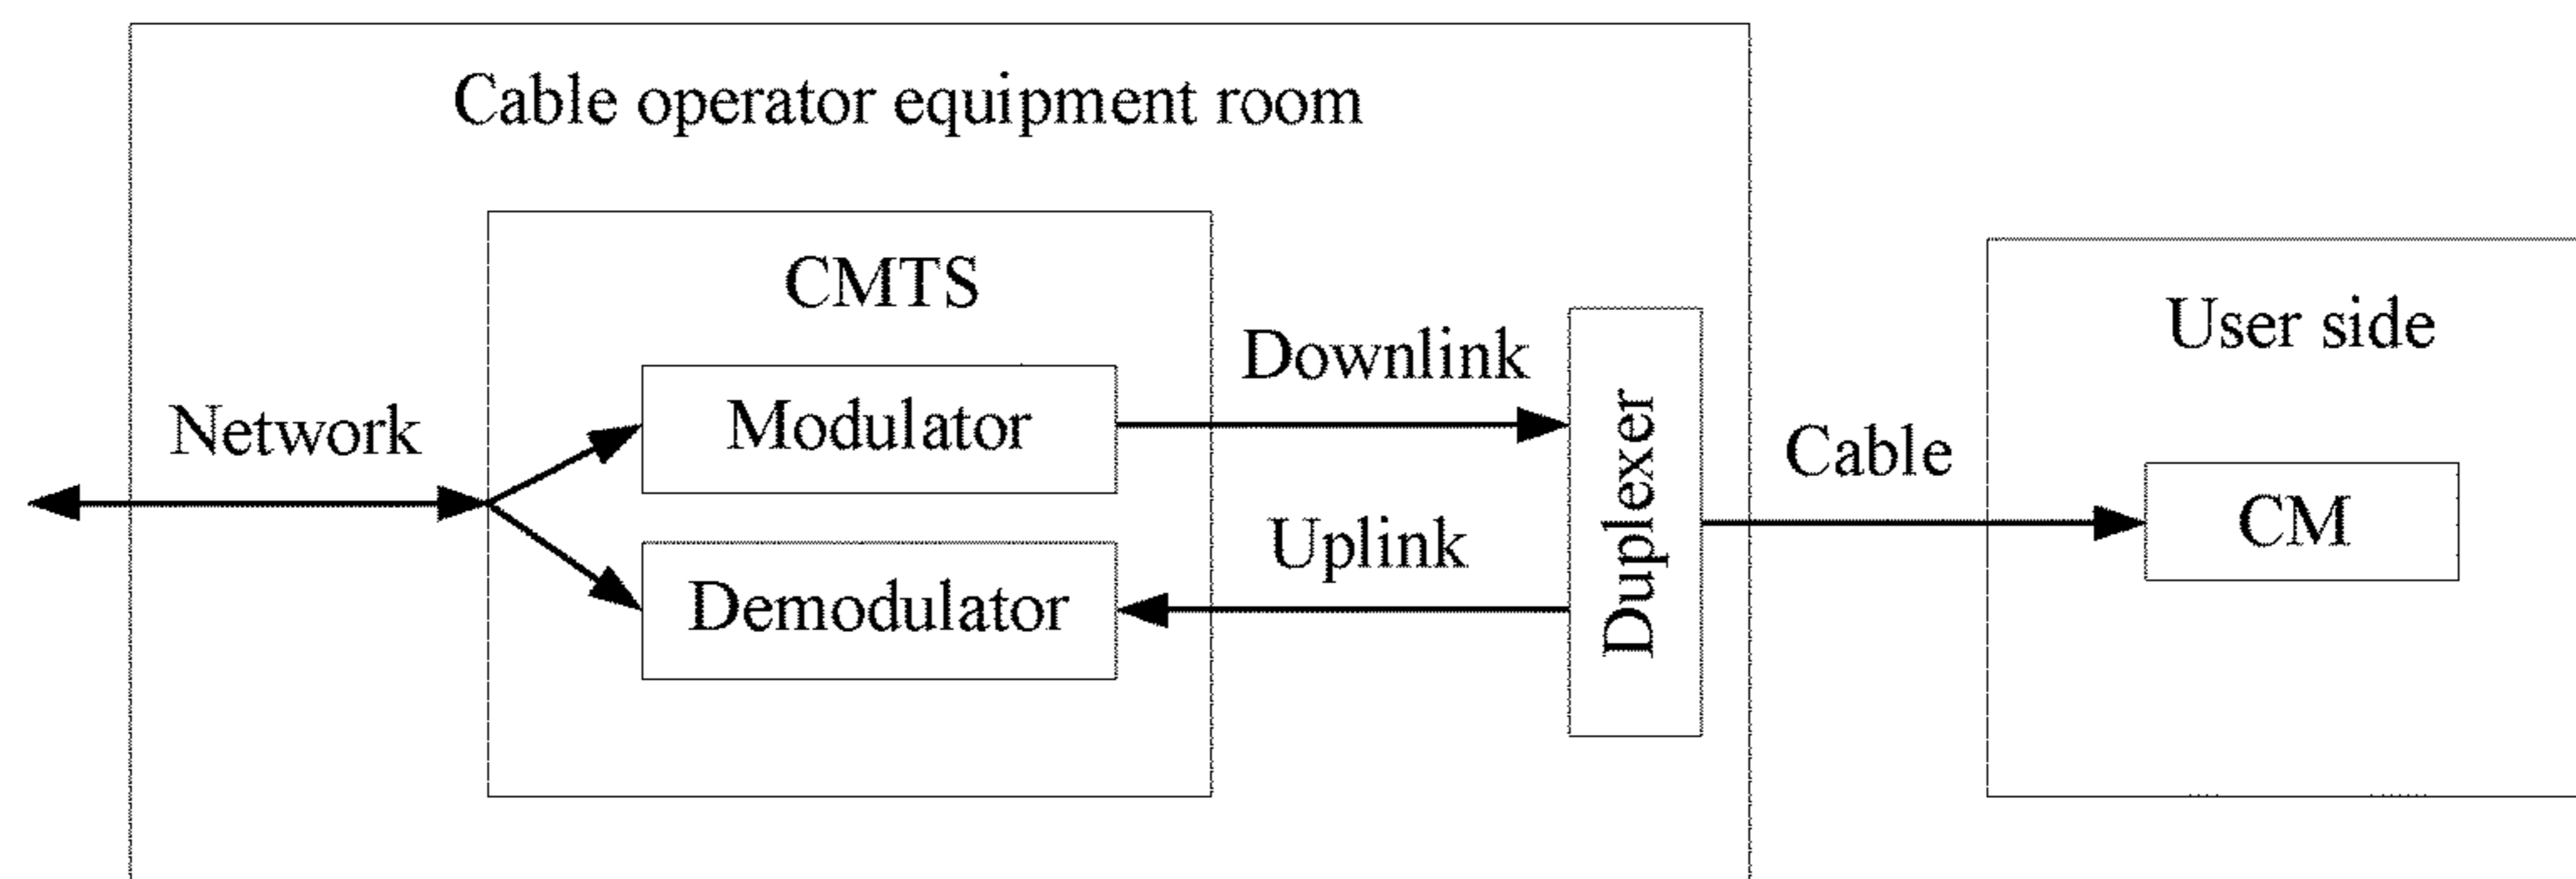 Cable operator equipment room
CMTS
User side
Downlink
Modulator
Network
Cable
Duplexer
CM
Uplink
Demodulator